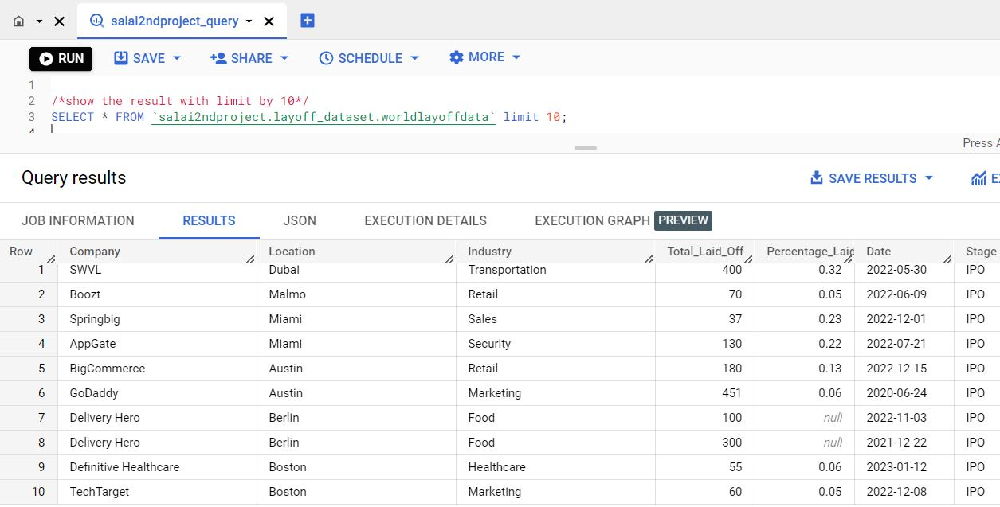 salai2ndproject_query
RUN SAVE SHARE SCHEDULE MORE
1
2 /*show the result with limit by 10*/
3 SELECT * FROM `salai2ndproject.layoff_dataset.worldlayoffdata` limit 10;
4
Press A
Query results SAVE RESULTS E
JOB INFORMATION RESULTS JSON EXECUTION DETAILS EXECUTION GRAPH PREVIEW
Row Company Location Industry Total_Laid_Off Percentage_Laid Date Stage
1 SWVL Dubai Transportation 400 0.32 2022-05-30 IPO
2 Boozt Malmo Retail 70 0.05 2022-06-09 IPO
3 Springbig Miami Sales 37 0.23 2022-12-01 IPO
4 AppGate Miami Security 130 0.22 2022-07-21 IPO
5 BigCommerce Austin Retail 180 0.13 2022-12-15 IPO
6 GoDaddy Austin Marketing 451 0.06 2020-06-24 IPO
7 Delivery Hero Berlin Food 100 null 2022-11-03 IPO
8 Delivery Hero Berlin Food 300 null 2021-12-22 IPO
9 Definitive Healthcare Boston Healthcare 55 0.06 2023-01-12 IPO
10 TechTarget Boston Marketing 60 0.05 2022-12-08 IPO